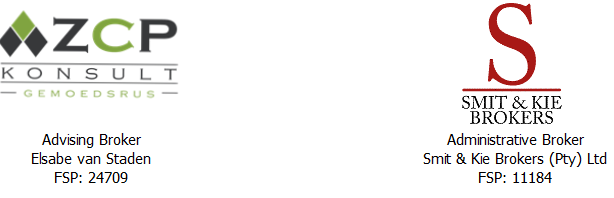 ZCP
KONSULT
GEMOEDSRUS
Advising Broker
Elsabe van Staden
FSP: 24709
S
SMIT & KIE
BROKERS
Administrative Broker
Smit & Kie Brokers (Pty) Ltd
FSP: 11184